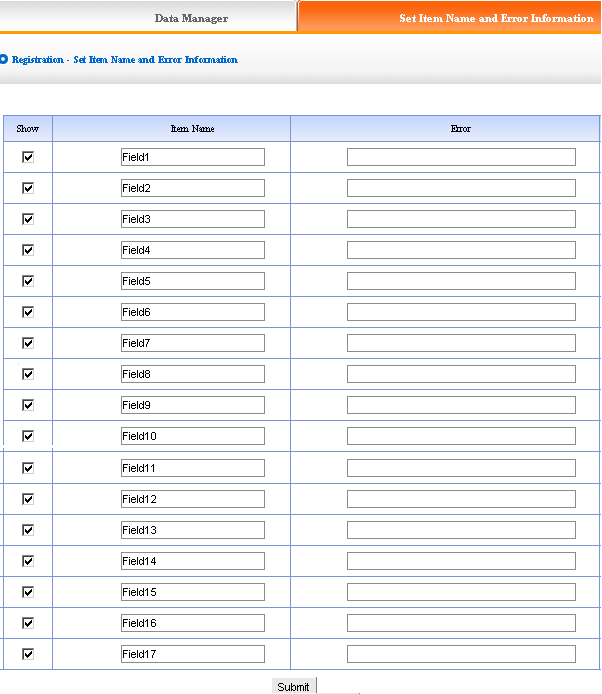 Data Manager Set Item Name and Error Information
Registration - Set Item Name and Error Information
Show Item Name Error
Field1
Field2
Field3
Field4
Field5
Field6
Field7
Field8
Field9
Field10
Field11
Field12
Field13
Field14
Field15
Field16
Field17
Submit